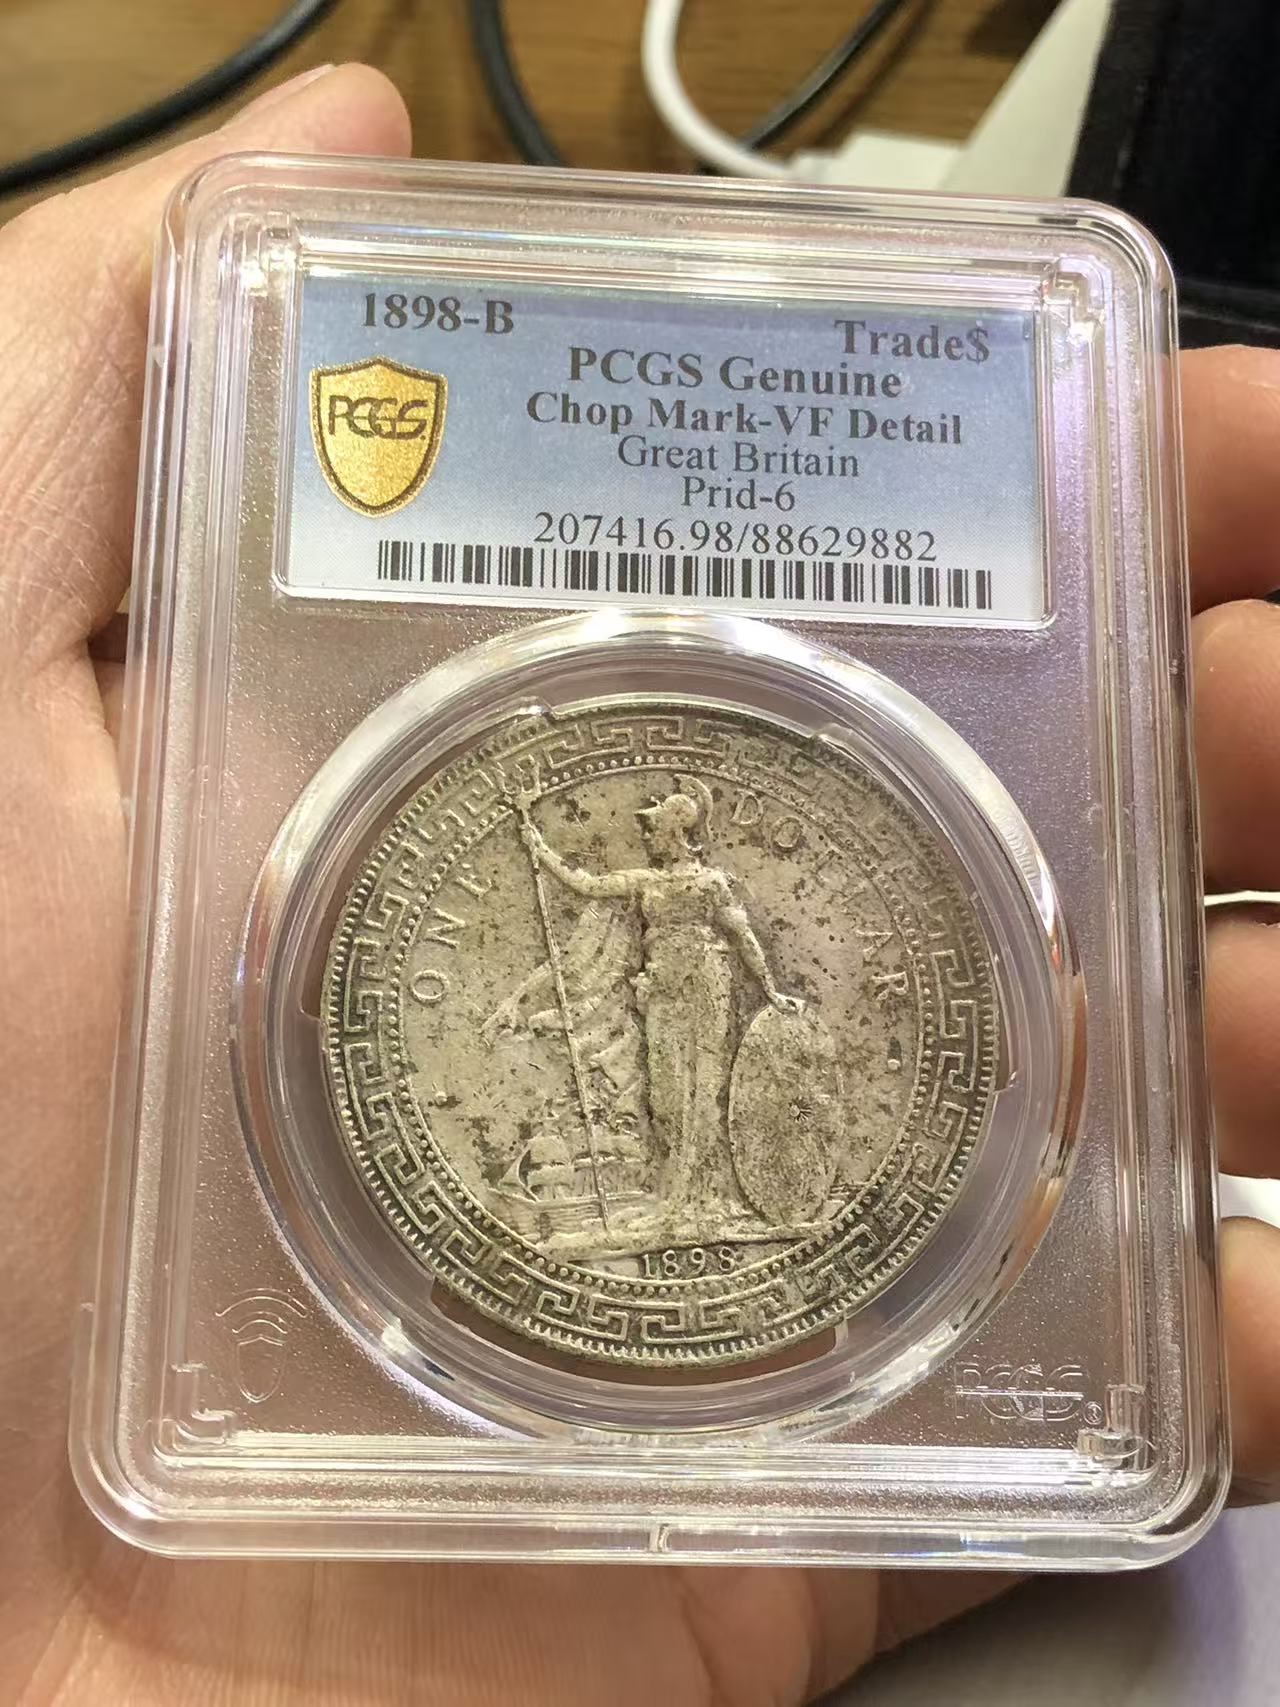 1898-B
Trade$
PCGS Genuine
Chop Mark-VF Detail
Great Britain
Prid-6
207416.98/88629882
PCGS
ONE DOLLAR
1898
PCGS